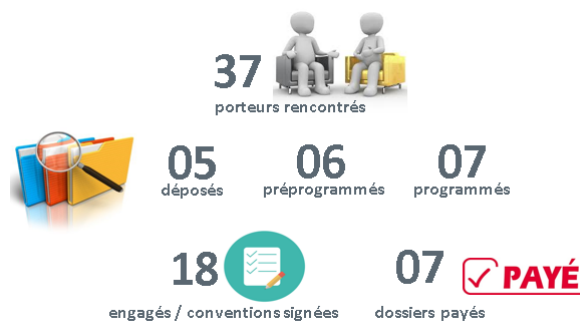 37
porteurs rencontrés
05 06 07
déposés préprogrammés programmés
18 07 PAYÉ
engagés / conventions signées dossiers payés